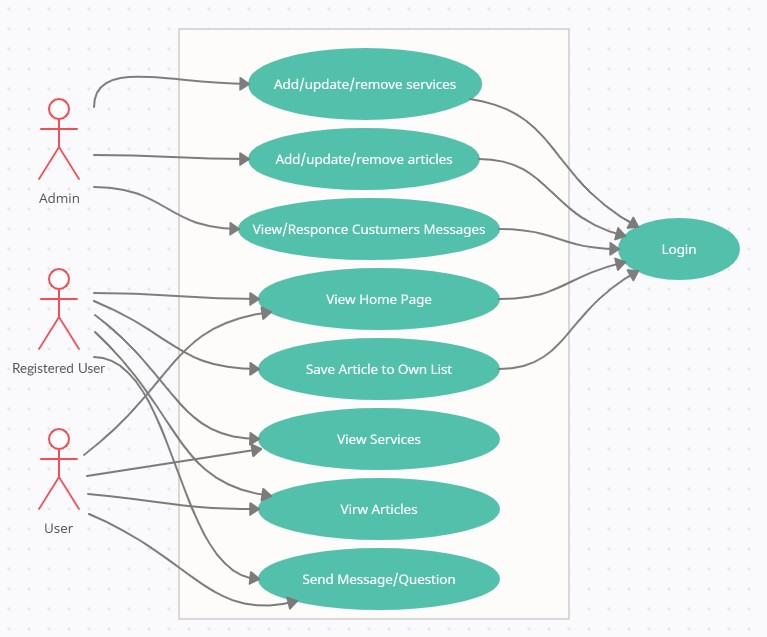 Add/update/remove services
Admin
Add/update/remove articles
View/Responce Custumers Messages
Login
Registered User
View Home Page
Save Article to Own List
User
View Services
Virw Articles
Send Message/Question